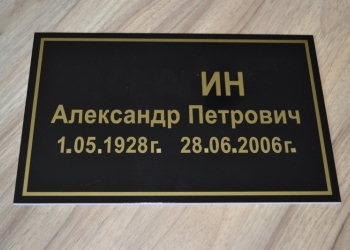 ИН
Александр Петрович
1.05.1928г. 28.06.2006г.